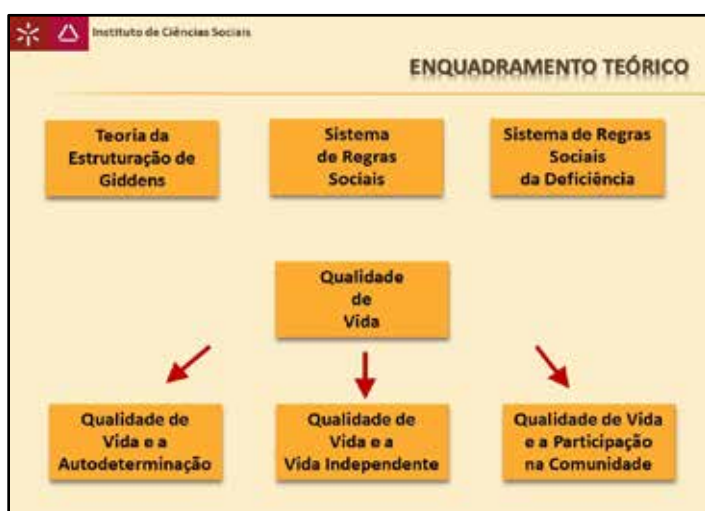 Instituto de Ciências Sociais
ENQUADRAMENTO TEÓRICO
Teoria da
Estruturação de
Giddens
Sistema
de Regras
Sociais
Sistema de Regras
Sociais
da Deficiência
Qualidade
de
Vida
Qualidade de
Vida e a
Autodeterminação
Qualidade de
Vida e a
Vida Independente
Qualidade de Vida
e a Participação
na Comunidade